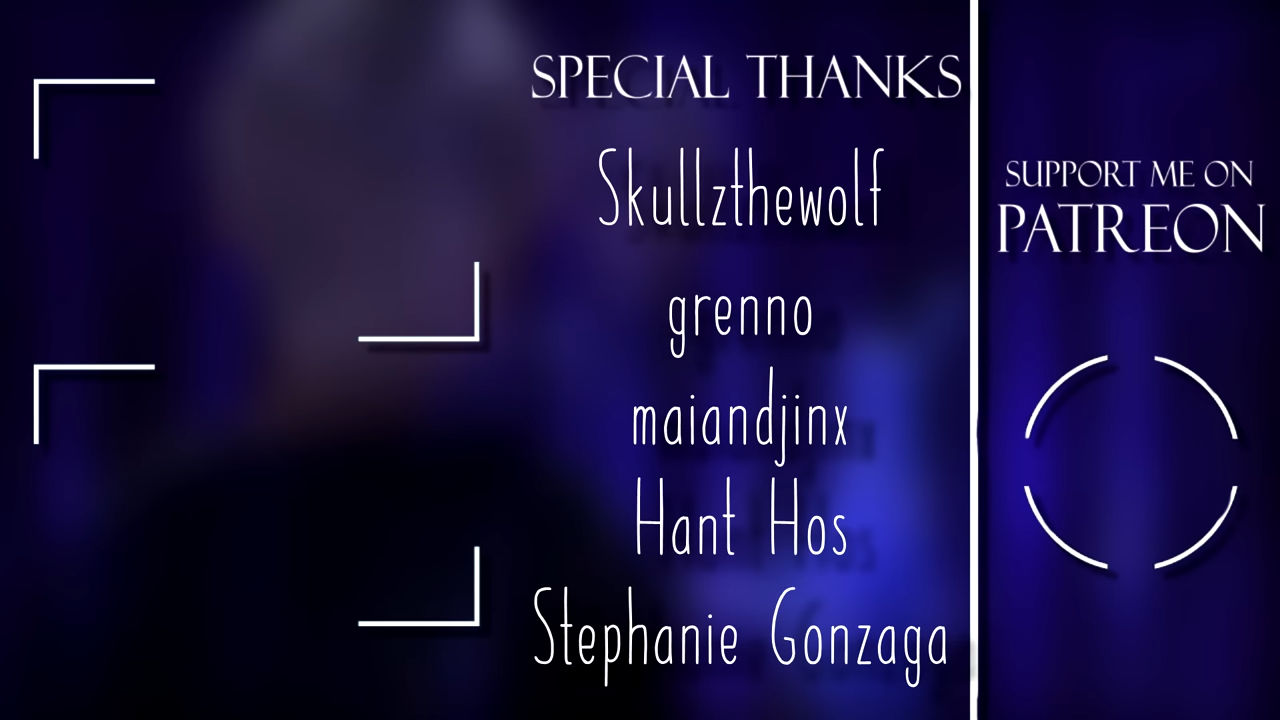 SPECIAL THANKS
Skullzthewolf
grenno
maiandjinx
Hant Hos
Stephanie Gonzaga
SUPPORT ME ON
PATREON